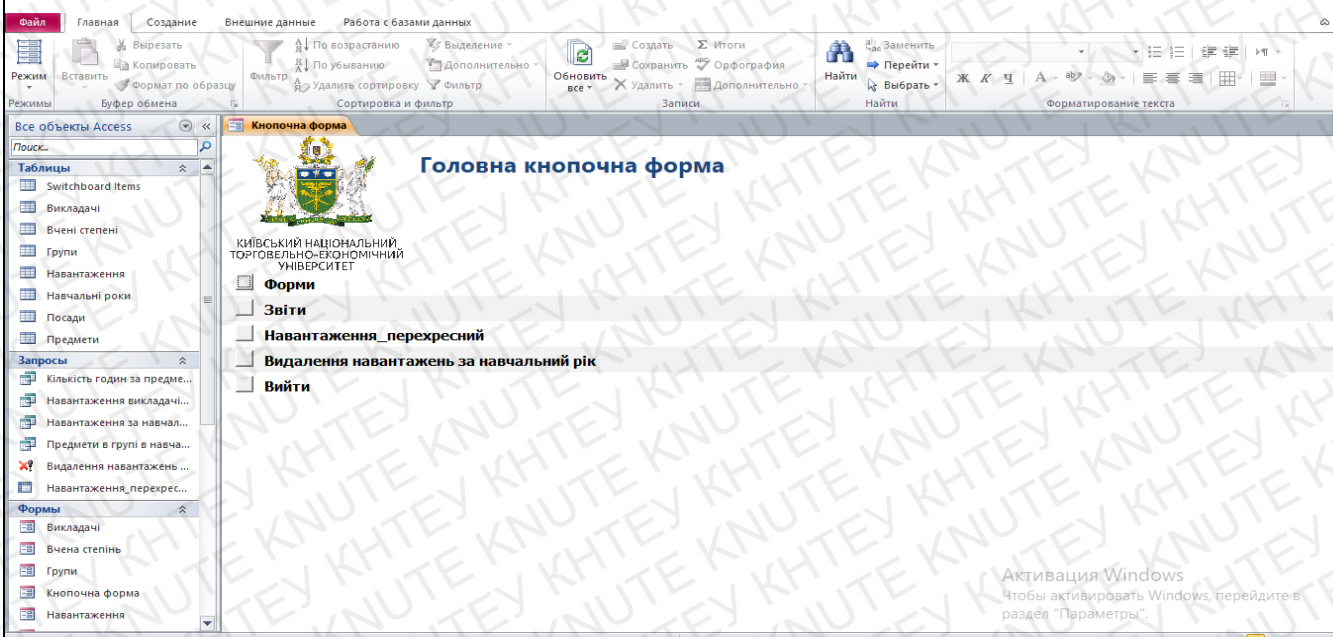 Файл Главная Создание Внешние данные Работа с базами данных
Вырезать По возрастанию Выделение Создать Σ Итоги Заменить
Копировать По убыванию Дополнительно Сохранить Орфография Перейти
Режим Вставить Формат по образцу Фильтр Удалить сортировку Фильтр Обновить все Удалить Дополнительно Найти Выбрать Ж К Ч А
Режимы Буфер обмена Сортировка и фильтр Записи Найти Форматирование текста
Все объекты Access
Поиск...
Таблицы
Switchboard Items
Викладачі
Вчені степені
Групи
Навантаження
Навчальні роки
Посади
Предмети
Запросы
Кількість годин за предме...
Навантаження викладачі...
Навантаження за навчал...
Предмети в групі в навча...
Видалення навантажень ...
Навантаження_перехрес...
Формы
Викладачі
Вчена степінь
Групи
Кнопочна форма
Навантаження
Кнопочна форма
Головна кнопочна форма
КИЇВСЬКИЙ НАЦІОНАЛЬНИЙ
ТОРГОВЕЛЬНО-ЕКОНОМІЧНИЙ
УНІВЕРСИТЕТ
Форми
Звіти
Навантаження_перехресний
Видалення навантажень за навчальний рік
Вийти
Активация Windows
Чтобы активировать Windows, перейдите в
раздел "Параметры".
КНТЕУ KNUTE